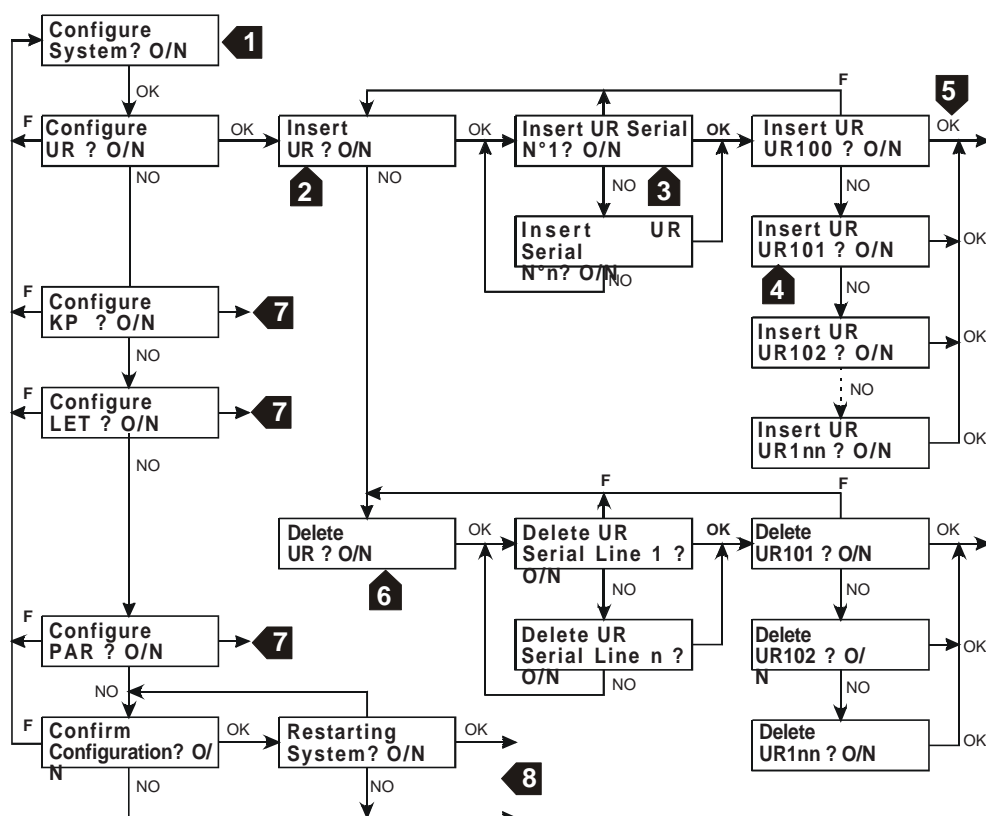 Configure
System? O/N
1
OK
F
Configure
UR ? O/N
OK
Insert
UR ? O/N
OK
Insert UR Serial
N°1? O/N
OK
F
Insert UR
UR100 ? O/N
5
OK
NO
2
NO
NO
3
NO
Insert UR
Serial
N°n? O/N
NO
Insert UR
UR101 ? O/N
OK
4
NO
F
Configure
KP ? O/N
7
NO
Insert UR
UR102 ? O/N
OK
NO
F
Configure
LET ? O/N
7
NO
Insert UR
UR1nn ? O/N
OK
F
F
Delete
UR ? O/N
OK
6
Delete UR
Serial Line 1 ?
O/N
OK
NO
Delete UR
Serial Line n ?
O/N
NO
Delete
UR101 ? O/N
OK
NO
Delete
UR102 ? O/
N
OK
NO
Delete
UR1nn ? O/N
OK
F
Configure
PAR ? O/N
7
NO
F
Confirm
Configuration? O/
N
OK
Restarting
System? O/N
OK
8
NO
NO